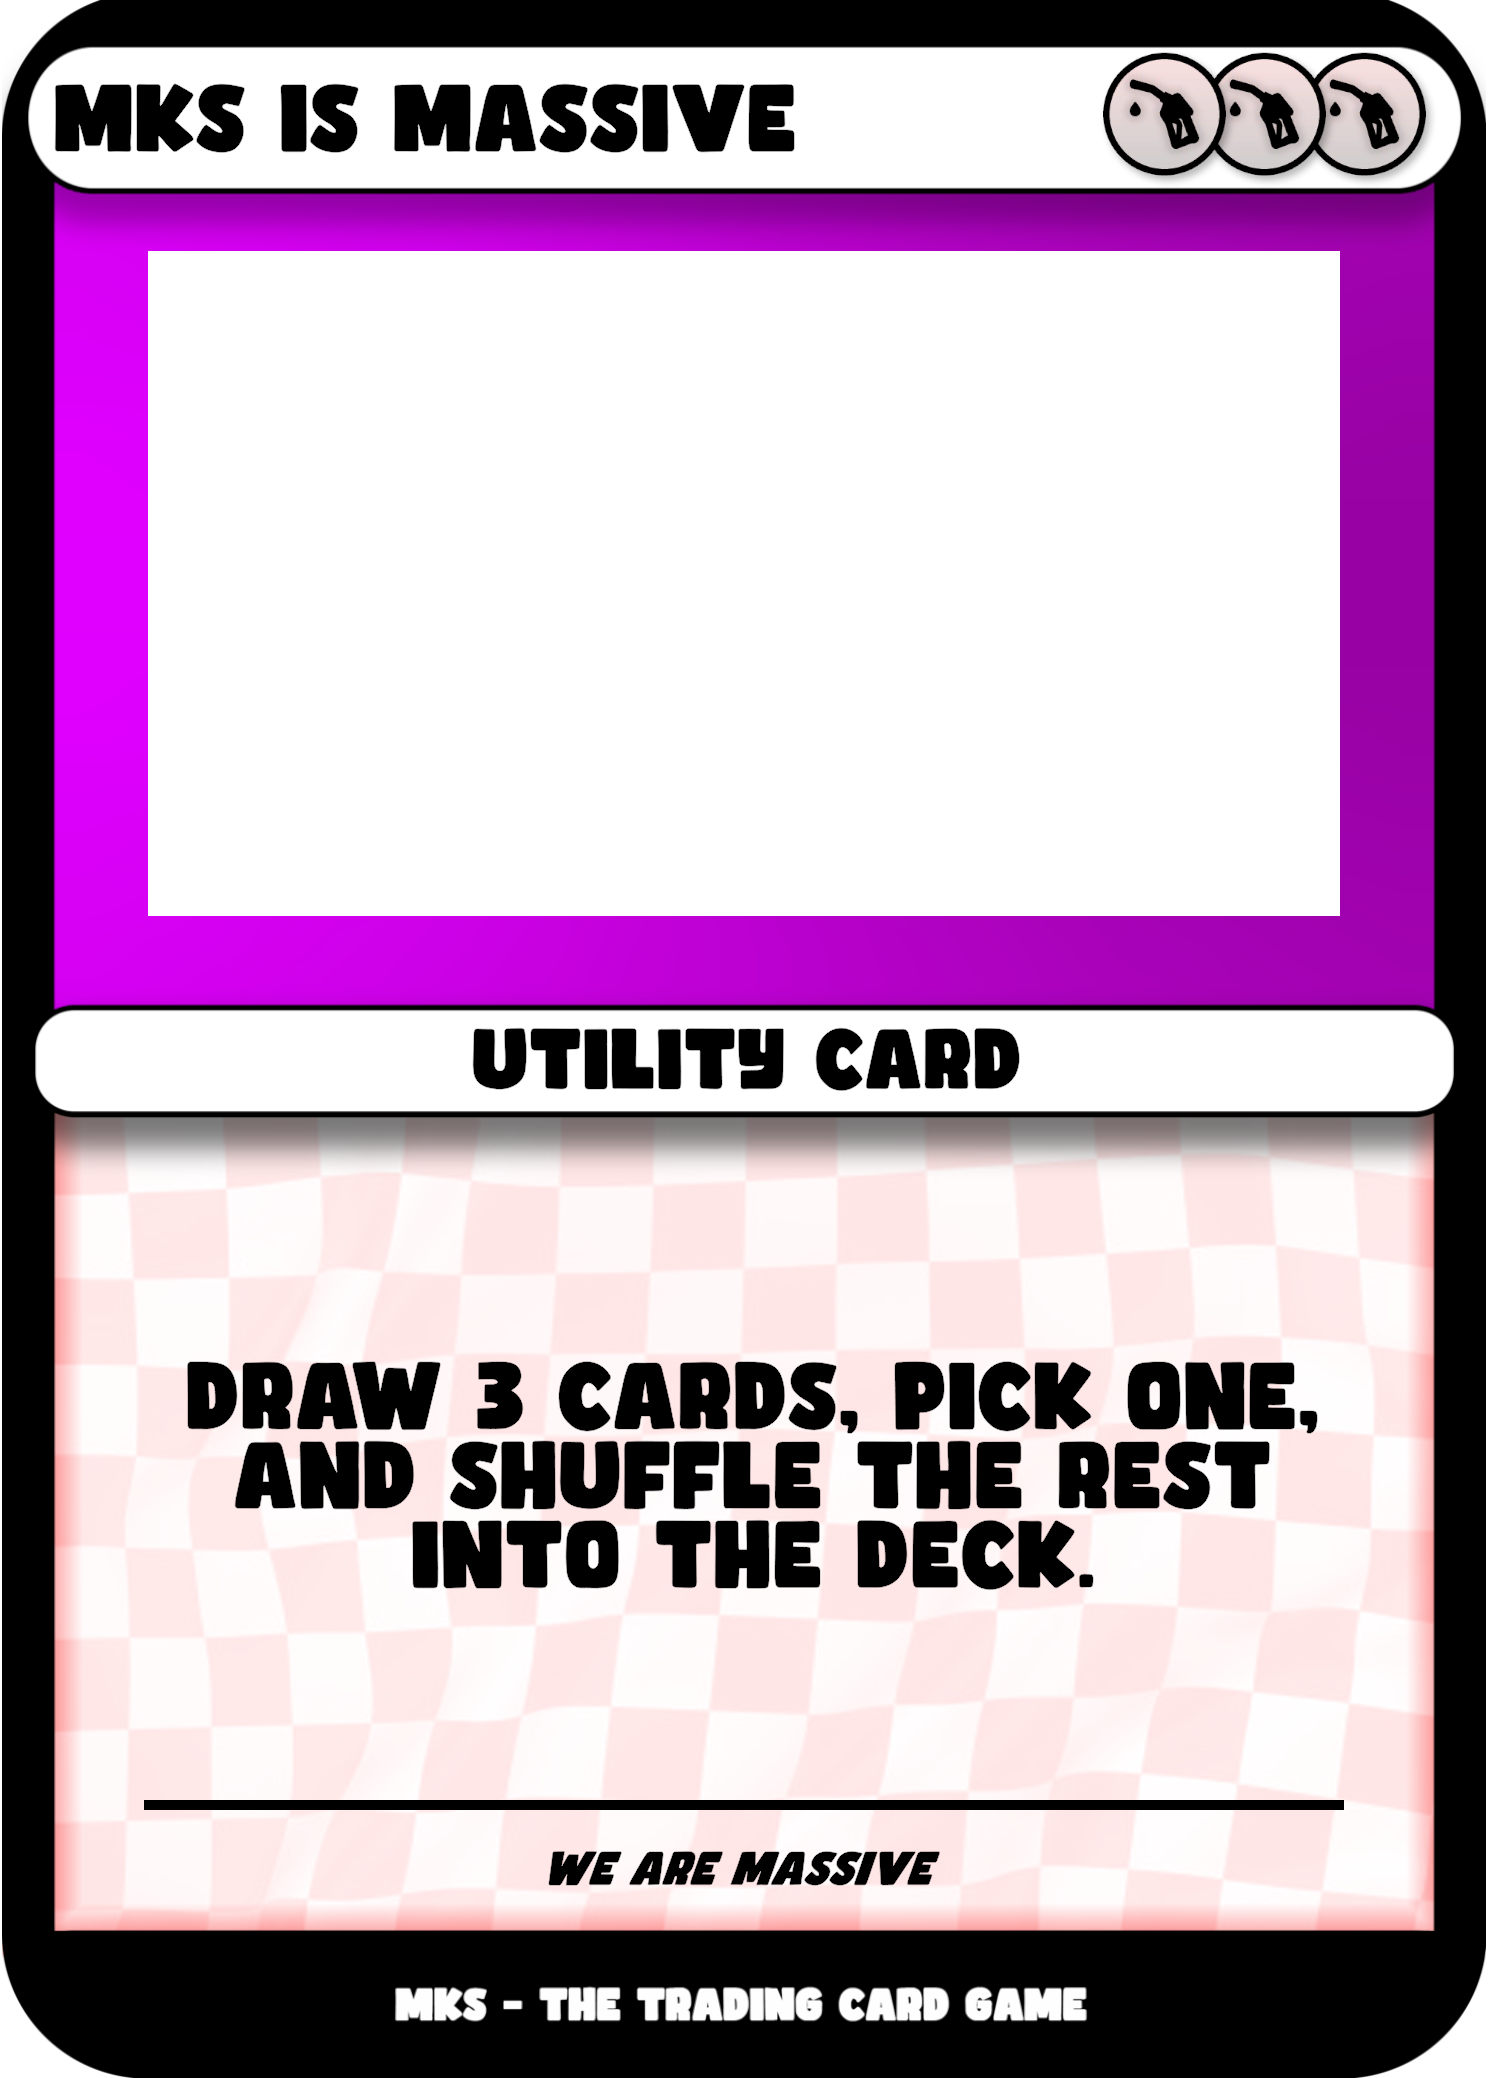 MKS IS MASSIVE
UTILITY CARD
DRAW 3 CARDS, PICK ONE,
AND SHUFFLE THE REST
INTO THE DECK.
WE ARE MASSIVE
MKS - THE TRADING CARD GAME